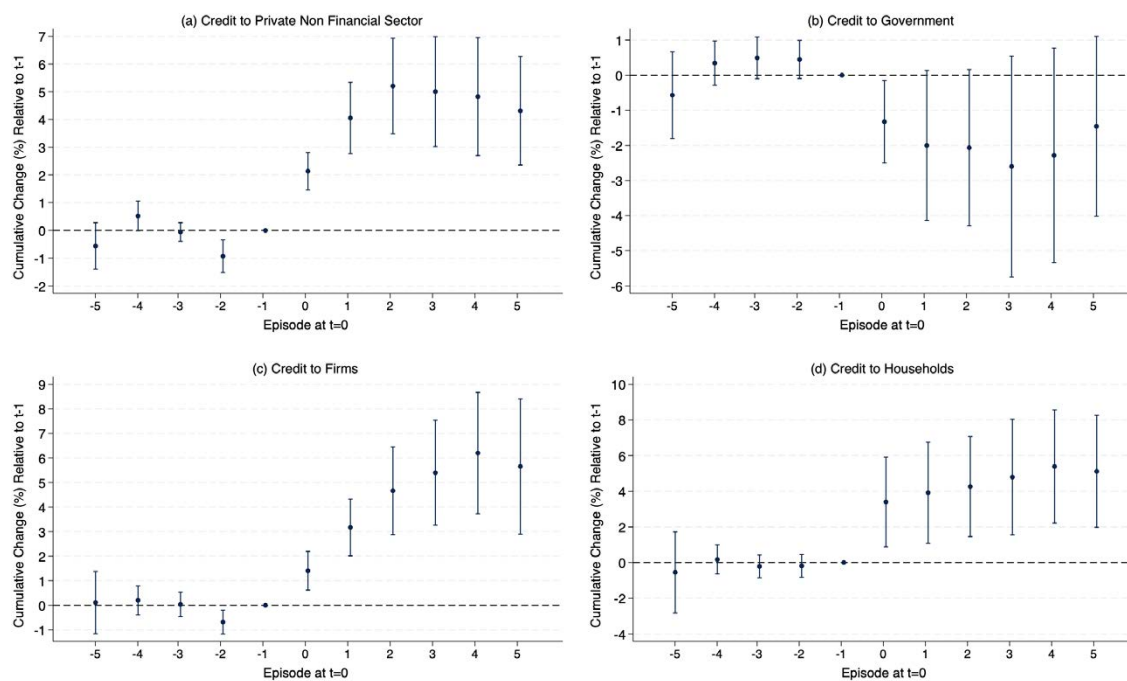 (a) Credit to Private Non Financial Sector
Cumulative Change (%) Relative to t-1
7
6
5
4
3
2
1
0
-1
-2
-5 -4 -3 -2 -1 0 1 2 3 4 5
Episode at t=0
(b) Credit to Government
Cumulative Change (%) Relative to t-1
1
0
-1
-2
-3
-4
-5
-6
-5 -4 -3 -2 -1 0 1 2 3 4 5
Episode at t=0
(c) Credit to Firms
Cumulative Change (%) Relative to t-1
9
8
7
6
5
4
3
2
1
0
-1
-5 -4 -3 -2 -1 0 1 2 3 4 5
Episode at t=0
(d) Credit to Households
Cumulative Change (%) Relative to t-1
10
8
6
4
2
0
-2
-4
-5 -4 -3 -2 -1 0 1 2 3 4 5
Episode at t=0